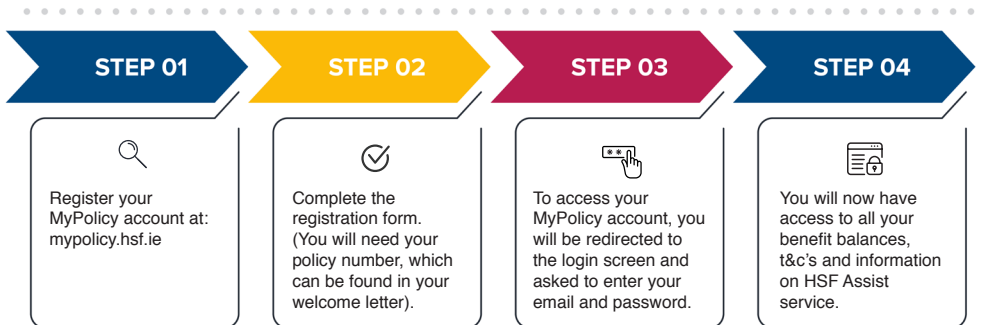 STEP 01
Register your
MyPolicy account at:
mypolicy.hsf.ie
STEP 02
Complete the
registration form.
(You will need your
policy number, which
can be found in your
welcome letter).
STEP 03
**
To access your
MyPolicy account, you
will be redirected to
the login screen and
asked to enter your
email and password.
STEP 04
You will now have
access to all your
benefit balances,
t&c’s and information
on HSF Assist
service.